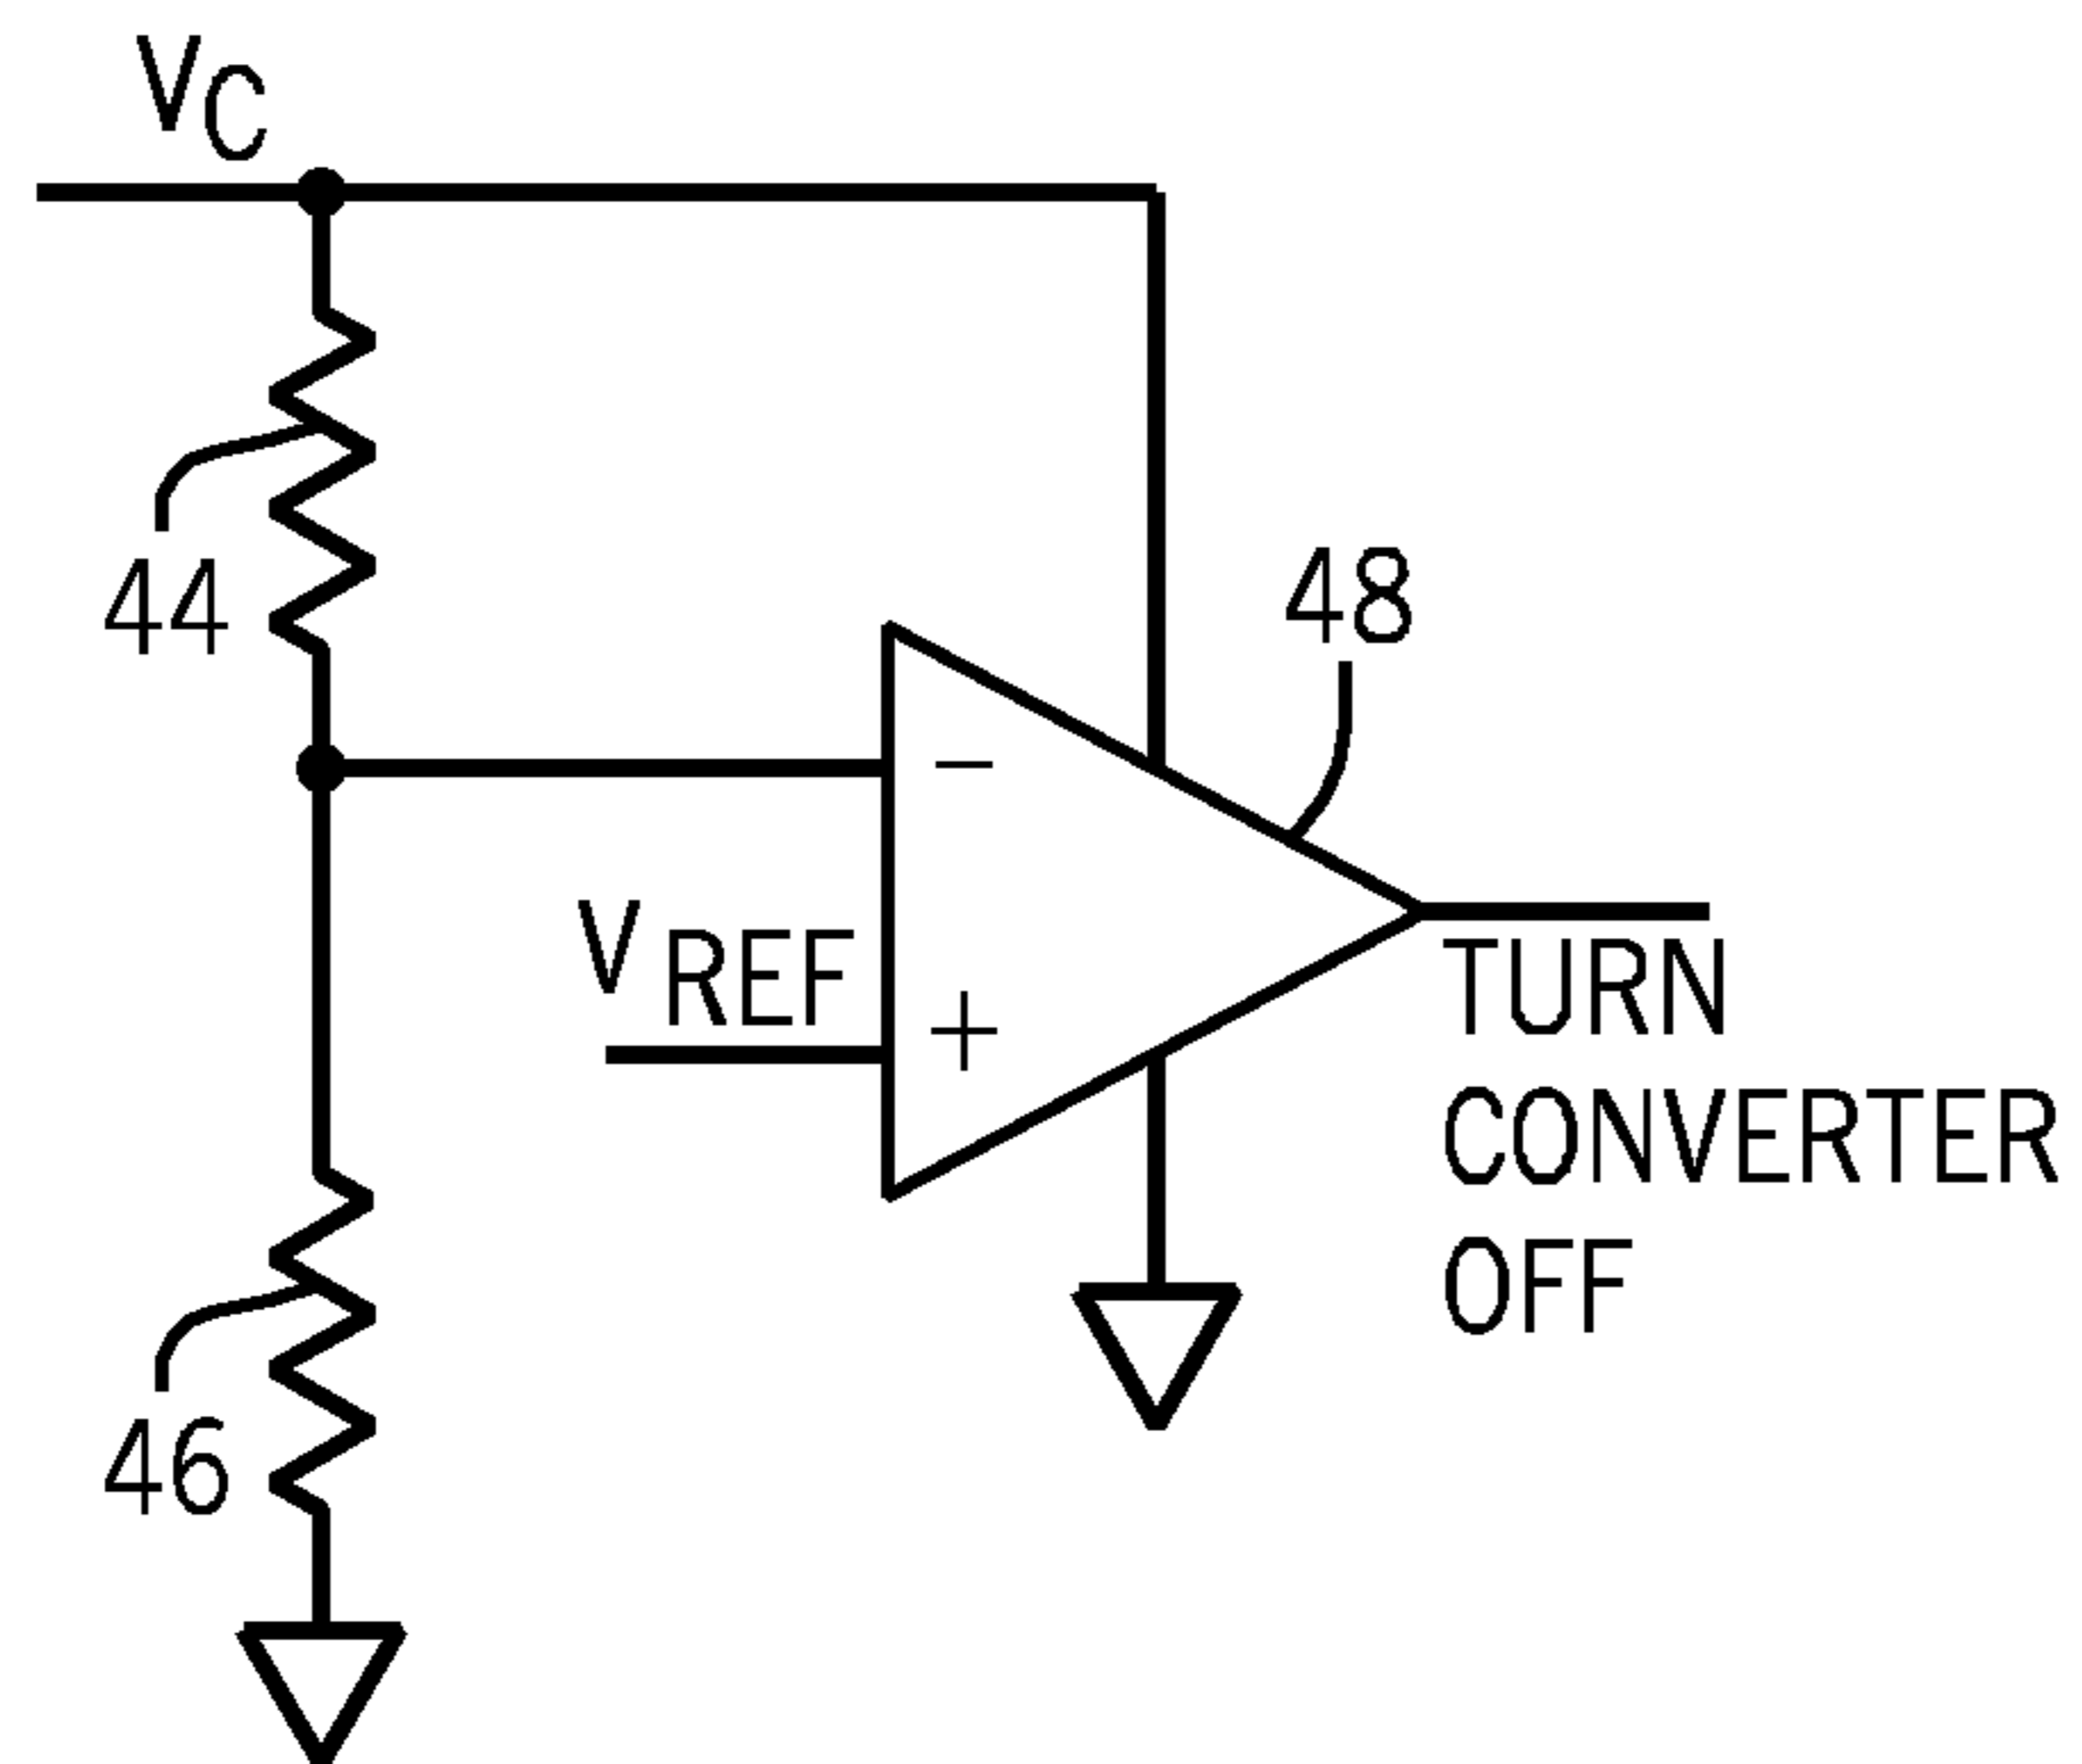 VC
44
48
−
VREF
+
TURN
CONVERTER
OFF
46